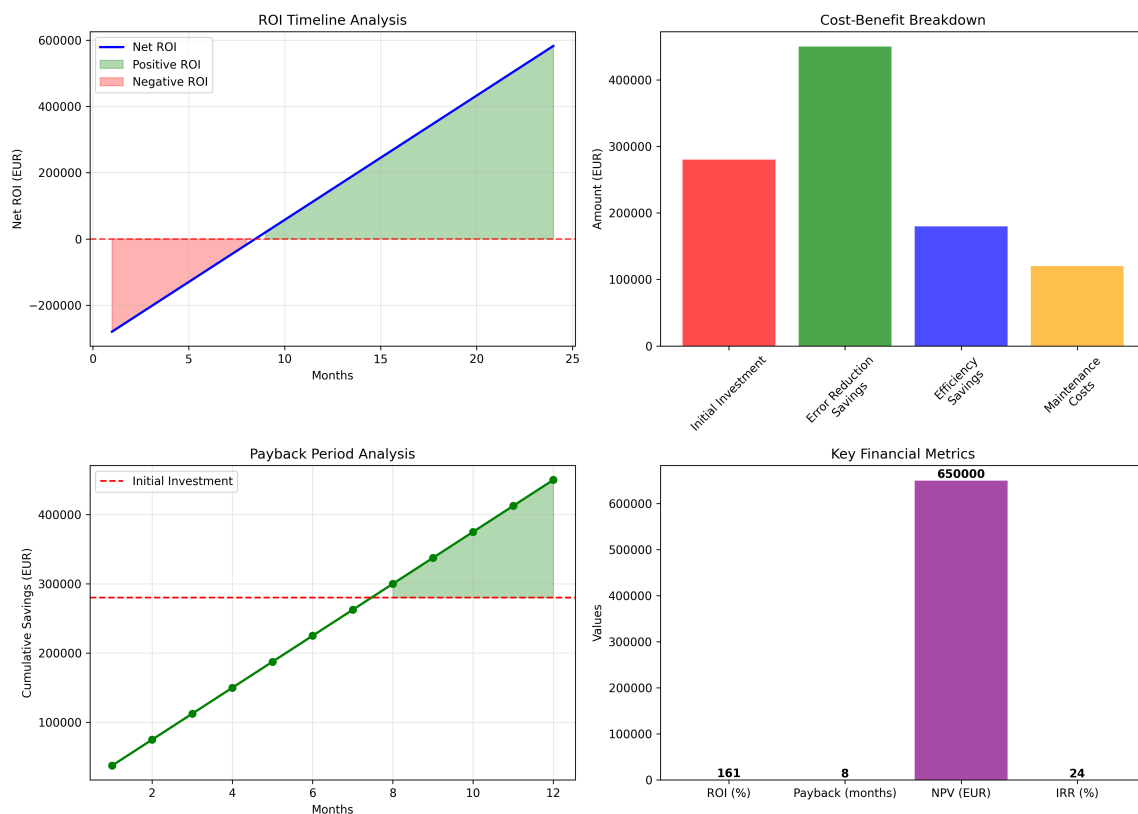 ROI Timeline Analysis
Net ROI
Positive ROI
Negative ROI
Net ROI (EUR)
600000
400000
200000
0
−200000
0
5
10
15
20
25
Months
Cost-Benefit Breakdown
Amount (EUR)
400000
300000
200000
100000
0
Initial Investment
Error Reduction
Savings
Efficiency
Savings
Maintenance
Costs
Payback Period Analysis
Initial Investment
Cumulative Savings (EUR)
400000
300000
200000
100000
2
4
6
8
10
12
Months
Key Financial Metrics
Values
600000
500000
400000
300000
200000
100000
0
161
8
650000
24
ROI (%)
Payback (months)
NPV (EUR)
IRR (%)